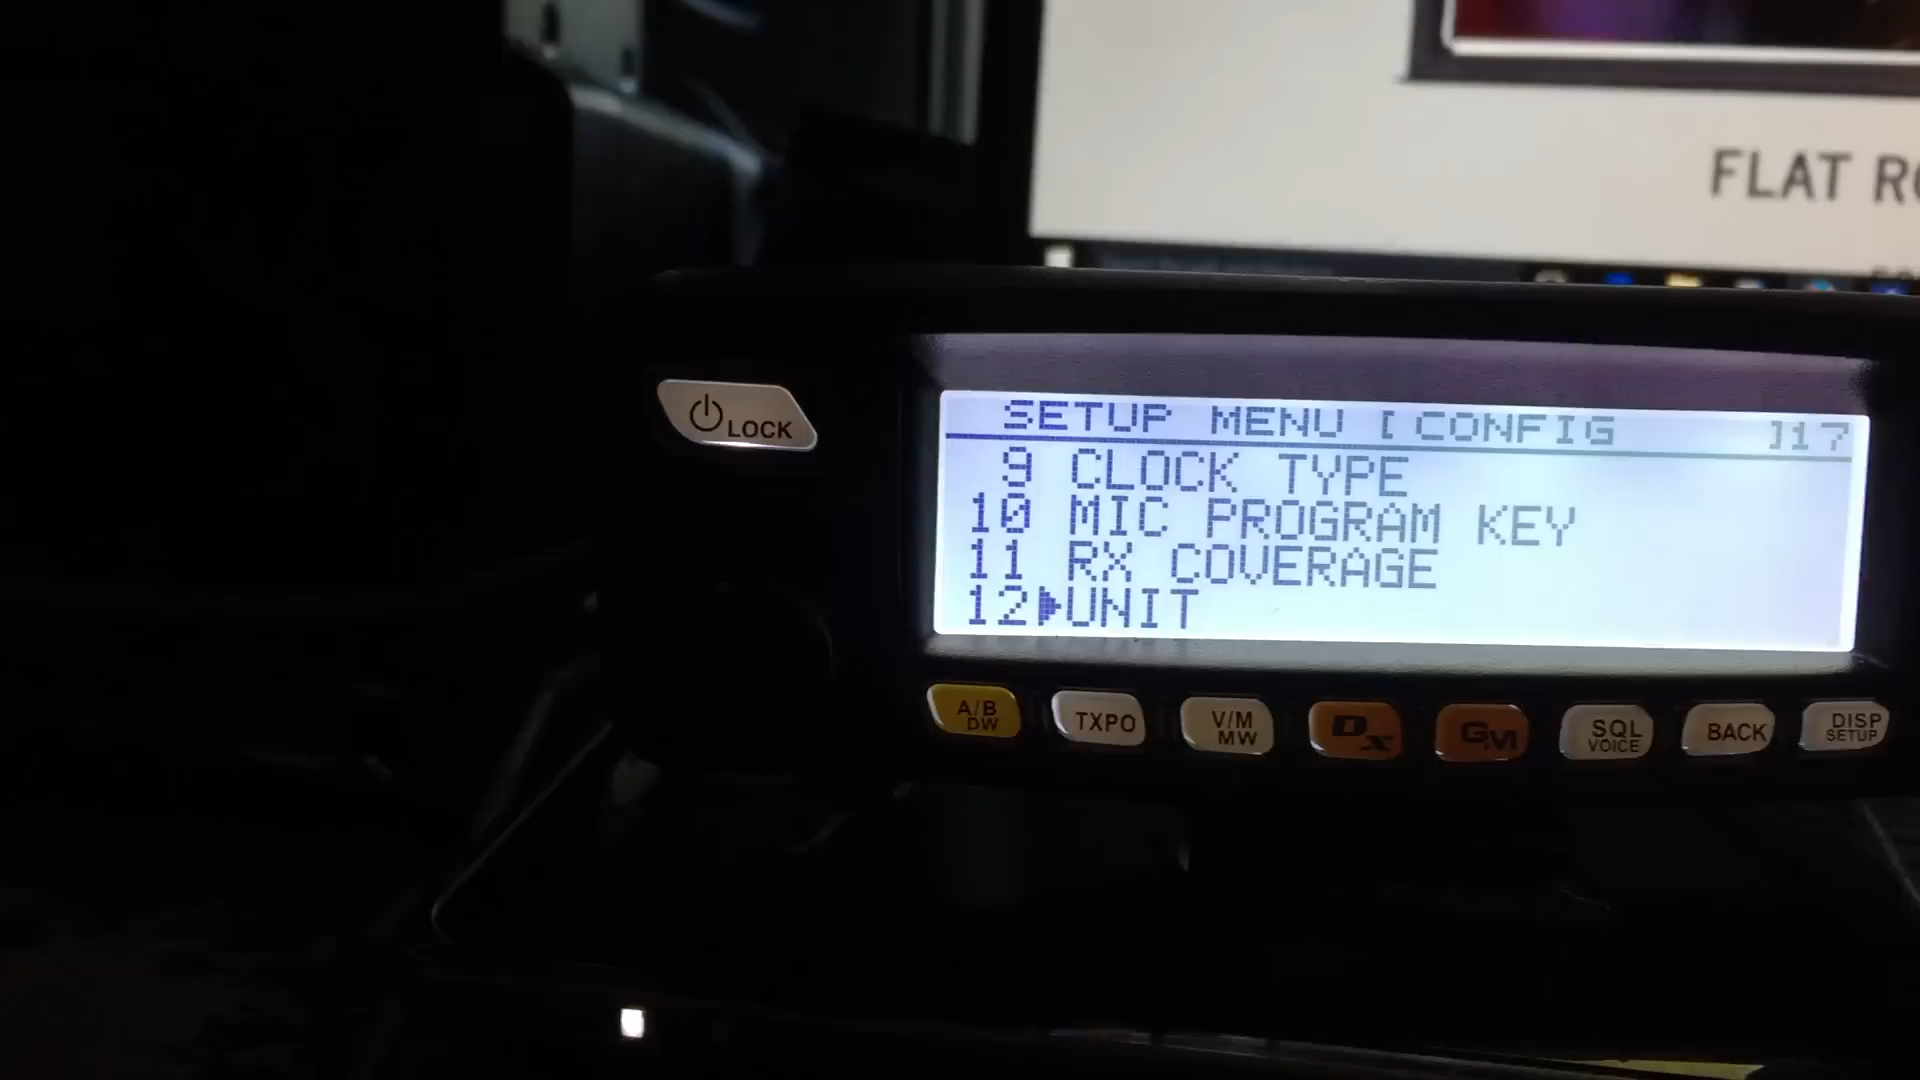 FLAT
LOCK
SETUP MENU [CONFIG ]17
9 CLOCK TYPE
10 MIC PROGRAM KEY
11 RX COVERAGE
12▶UNIT
A/B
DW
TXPO
V/M
MW
DX
GM
SQL
VOICE
BACK
DISP
SETUP